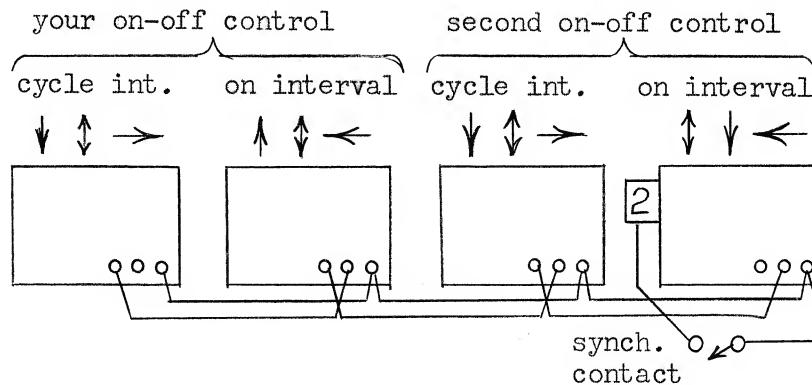 your on-off control second on-off control
cycle int. on interval cycle int. on interval
2
synch.
contact